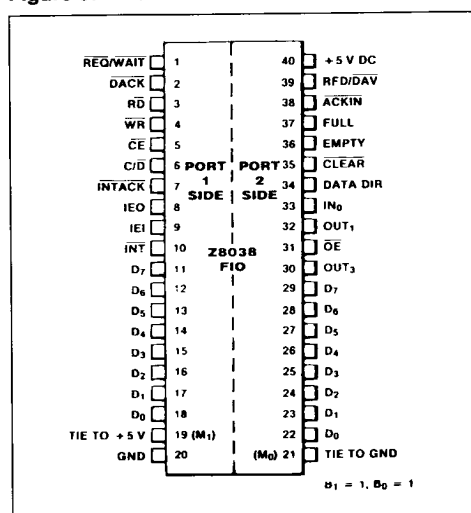 REQ/WAIT 1 40 +5 V DC
DACK 2 39 RFD/DAV
RD 3 38 ACKIN
WR 4 37 FULL
CE 5 36 EMPTY
C/D 6 PORT PORT 35 CLEAR
INTACK 7 1 2 34 DATA DIR
IEO 8 SIDE SIDE 33 IN0
IEI 9 32 OUT1
INT 10 Z8038 31 OE
D7 11 FIO 30 OUT3
D6 12 29 D7
D5 13 28 D6
D4 14 27 D5
D3 15 26 D4
D2 16 25 D3
D1 17 24 D2
D0 18 23 D1
TIE TO +5 V 19 (M1) 22 D0
GND 20 (M0) 21 TIE TO GND
B1 = 1, B0 = 1